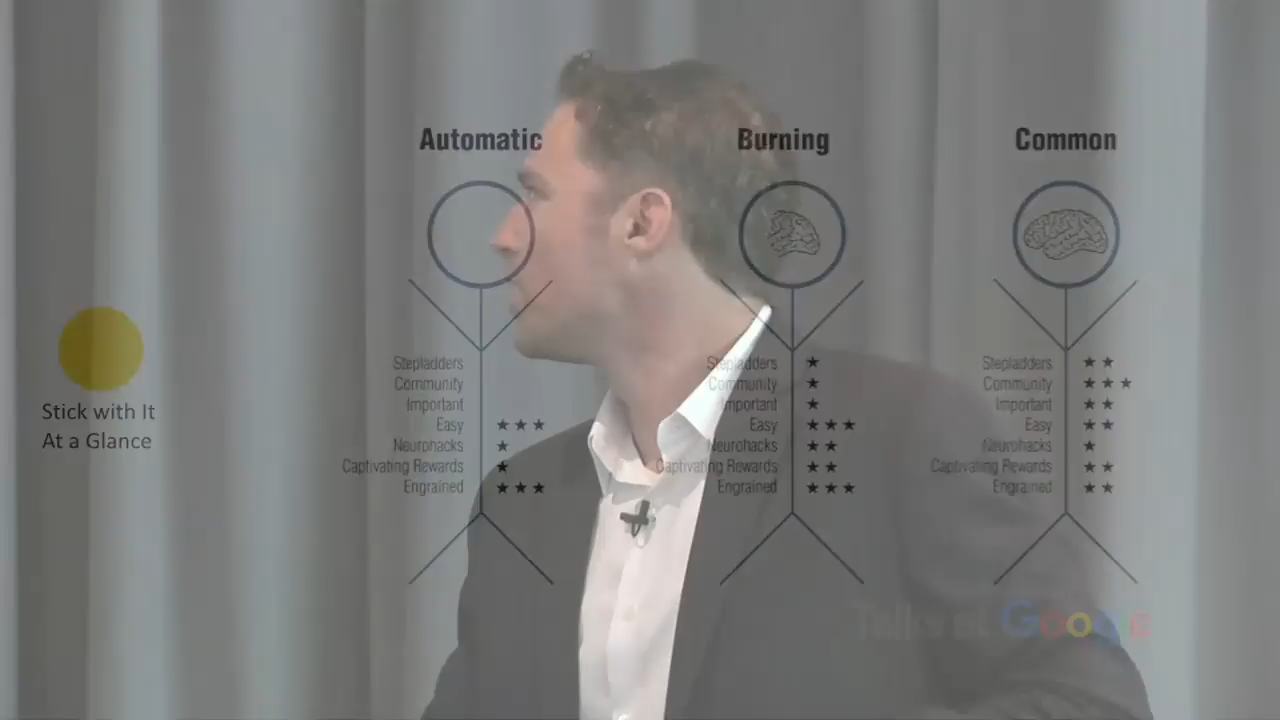 Automatic
Burning
Common
Stick with It
At a Glance
Stepladders
Community
Important
Easy ★★★
Neurohacks ★
Captivating Rewards ★
Engrained ★★★
Stepladders ★
Community ★
Important ★
Easy ★★★
Neurohacks ★★
Captivating Rewards ★★
Engrained ★★★
Stepladders ★★
Community ★★★
Important ★★
Easy ★★
Neurohacks ★
Captivating Rewards ★★
Engrained ★★
Talks at Google